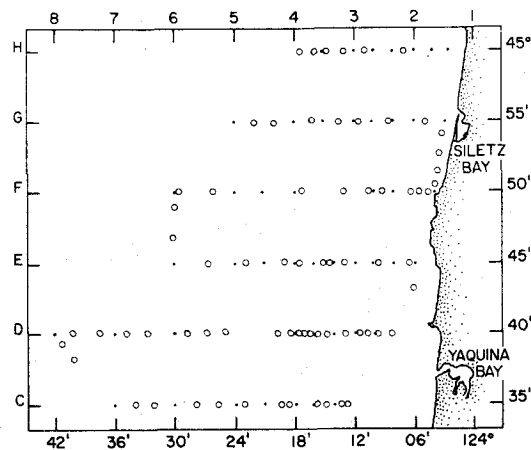 8 7 6 5 4 3 2 1
H 45°
G 55'
SILETZ
BAY
F 50'
E 45'
D 40'
YAQUINA
BAY
C 35'
42' 36' 30' 24' 18' 12' 06' 124°